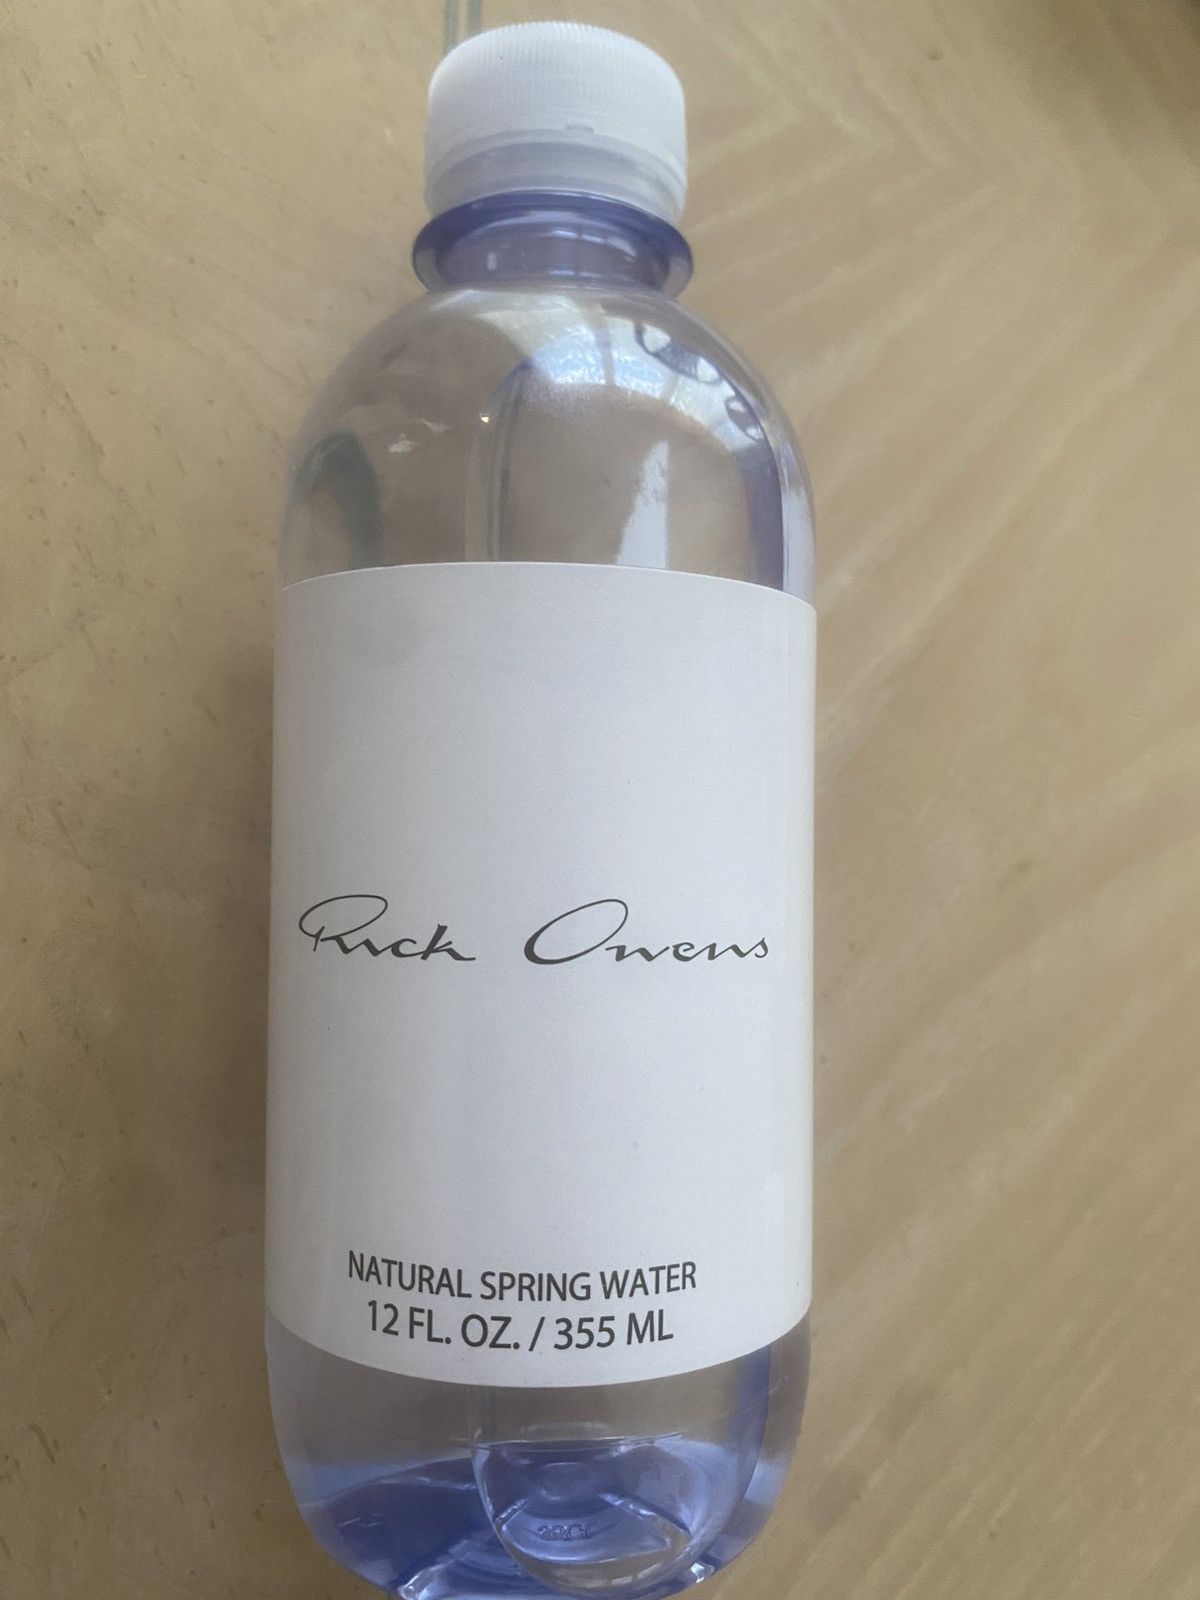 Rick Owens
NATURAL SPRING WATER
12 FL. OZ. / 355 ML